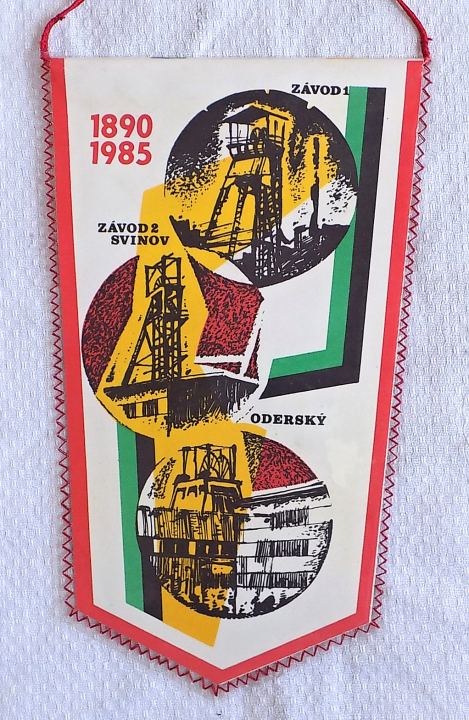 ZÁVOD 1
1890
1985
ZÁVOD 2
SVINOV
ODERSKÝ